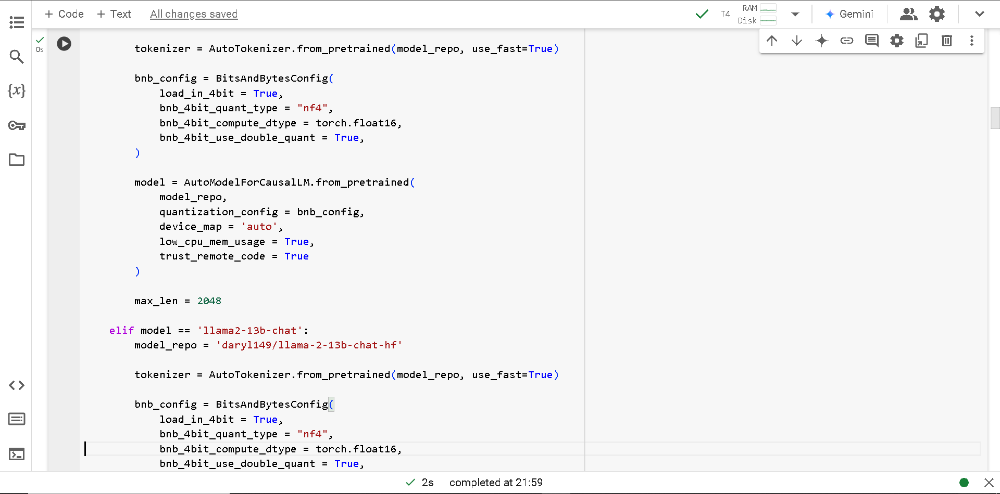 + Code + Text All changes saved
T4 RAM Disk Gemini
0s
tokenizer = AutoTokenizer.from_pretrained(model_repo, use_fast=True)
bnb_config = BitsAndBytesConfig(
load_in_4bit = True,
bnb_4bit_quant_type = "nf4",
bnb_4bit_compute_dtype = torch.float16,
bnb_4bit_use_double_quant = True,
)
model = AutoModelForCausalLM.from_pretrained(
model_repo,
quantization_config = bnb_config,
device_map = 'auto',
low_cpu_mem_usage = True,
trust_remote_code = True
)
max_len = 2048
elif model == 'llama2-13b-chat':
model_repo = 'daryl149/llama-2-13b-chat-hf'
tokenizer = AutoTokenizer.from_pretrained(model_repo, use_fast=True)
bnb_config = BitsAndBytesConfig(
load_in_4bit = True,
bnb_4bit_quant_type = "nf4",
bnb_4bit_compute_dtype = torch.float16,
bnb_4bit_use_double_quant = True,
2s completed at 21:59